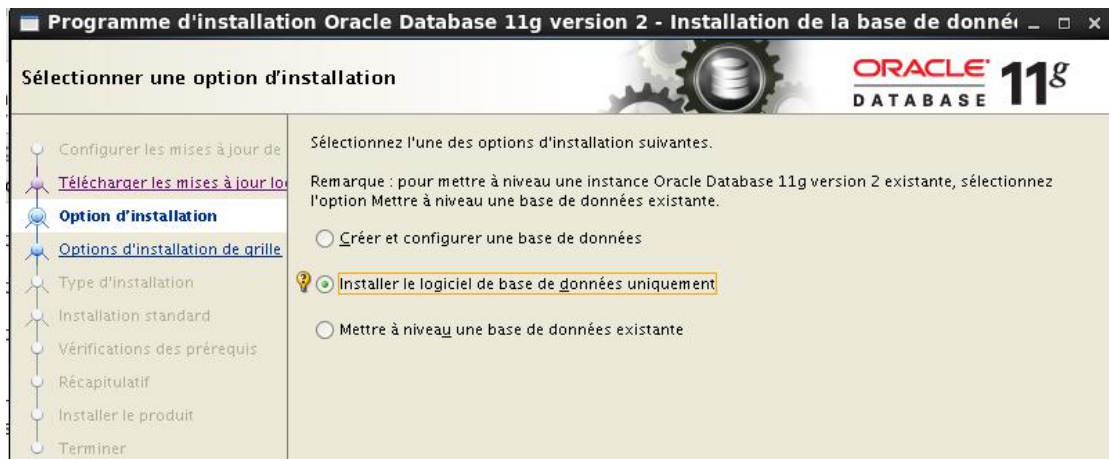 Programme d'installation Oracle Database 11g version 2 - Installation de la base de donné
Sélectionner une option d'installation
ORACLE
DATABASE 11g
Configurer les mises à jour de
Télécharger les mises à jour
Option d'installation
Options d'installation de grille
Type d'installation
Installation standard
Vérifications des prérequis
Récapitulatif
Installer le produit
Terminer
Sélectionnez l'une des options d'installation suivantes.
Remarque : pour mettre à niveau une instance Oracle Database 11g version 2 existante, sélectionnez
l'option Mettre à niveau une base de données existante.
Créer et configurer une base de données
Installer le logiciel de base de données uniquement
Mettre à niveau une base de données existante